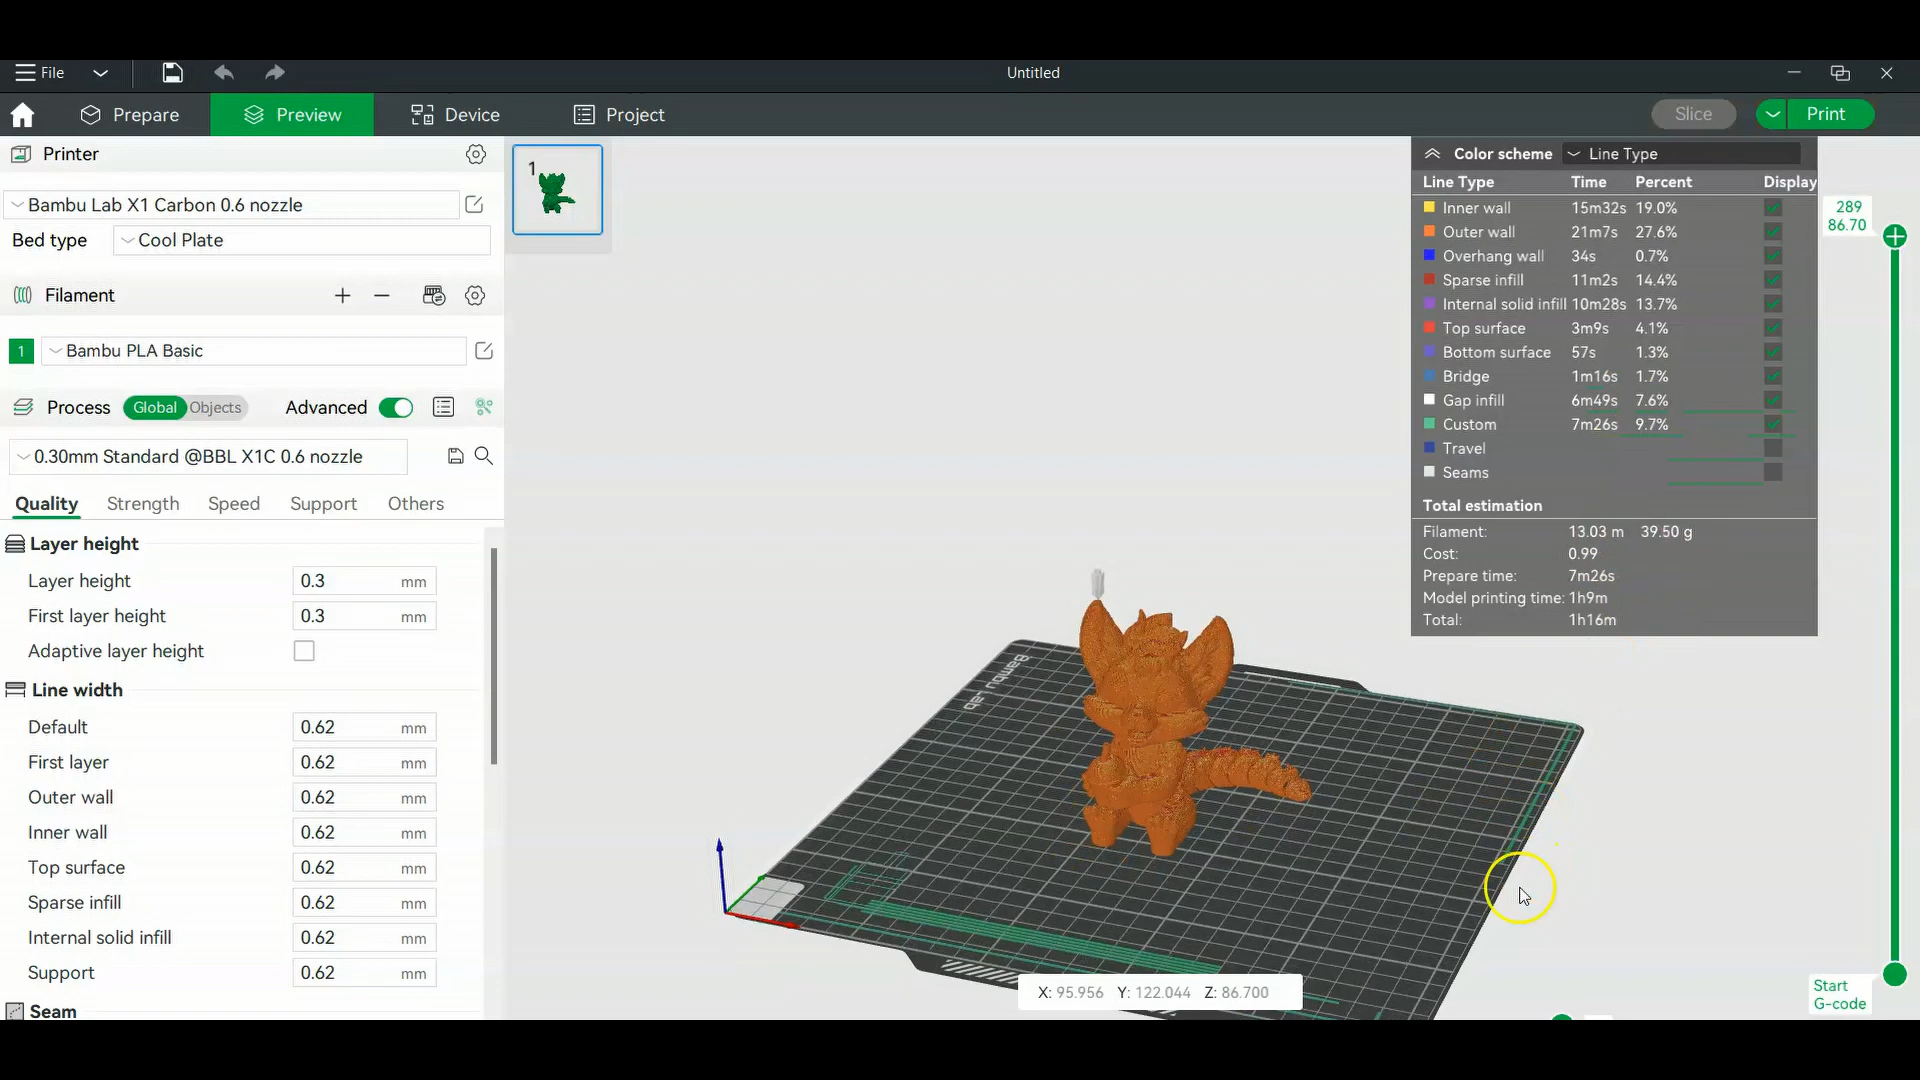 File
Untitled
Prepare
Preview
Device
Project
Slice
Print
Printer
Bambu Lab X1 Carbon 0.6 nozzle
Bed type
Cool Plate
Filament
1 Bambu PLA Basic
Process
Global Objects
Advanced
0.30mm Standard @BBL X1C 0.6 nozzle
Quality Strength Speed Support Others
Layer height
Layer height 0.3 mm
First layer height 0.3 mm
Adaptive layer height
Line width
Default 0.62 mm
First layer 0.62 mm
Outer wall 0.62 mm
Inner wall 0.62 mm
Top surface 0.62 mm
Sparse infill 0.62 mm
Internal solid infill 0.62 mm
Support 0.62 mm
Seam
1
Bambu Lab
X: 95.956 Y: 122.044 Z: 86.700
Color scheme Line Type
Line Type Time Percent Display
Inner wall 15m32s 19.0%
Outer wall 21m7s 27.6%
Overhang wall 34s 0.7%
Sparse infill 11m2s 14.4%
Internal solid infill 10m28s 13.7%
Top surface 3m9s 4.1%
Bottom surface 57s 1.3%
Bridge 1m16s 1.7%
Gap infill 6m49s 7.6%
Custom 7m26s 9.7%
Travel
Seams
Total estimation
Filament: 13.03 m 39.50 g
Cost: 0.99
Prepare time: 7m26s
Model printing time: 1h9m
Total: 1h16m
289
86.70
Start
G-code